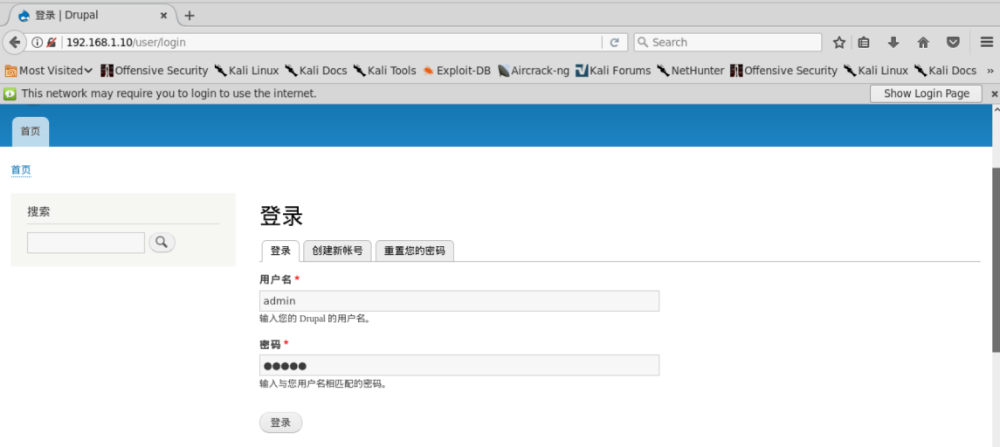 登录 | Drupal
192.168.1.10/user/login
Search
Most Visited
Offensive Security
Kali Linux
Kali Docs
Kali Tools
Exploit-DB
Aircrack-ng
Kali Forums
NetHunter
Offensive Security
Kali Linux
Kali Docs
This network may require you to login to use the internet.
Show Login Page
首页
首页
搜索
登录
登录
创建新帐号
重置您的密码
用户名 *
admin
输入您的 Drupal 的用户名。
密码 *
输入与您用户名相匹配的密码。
登录